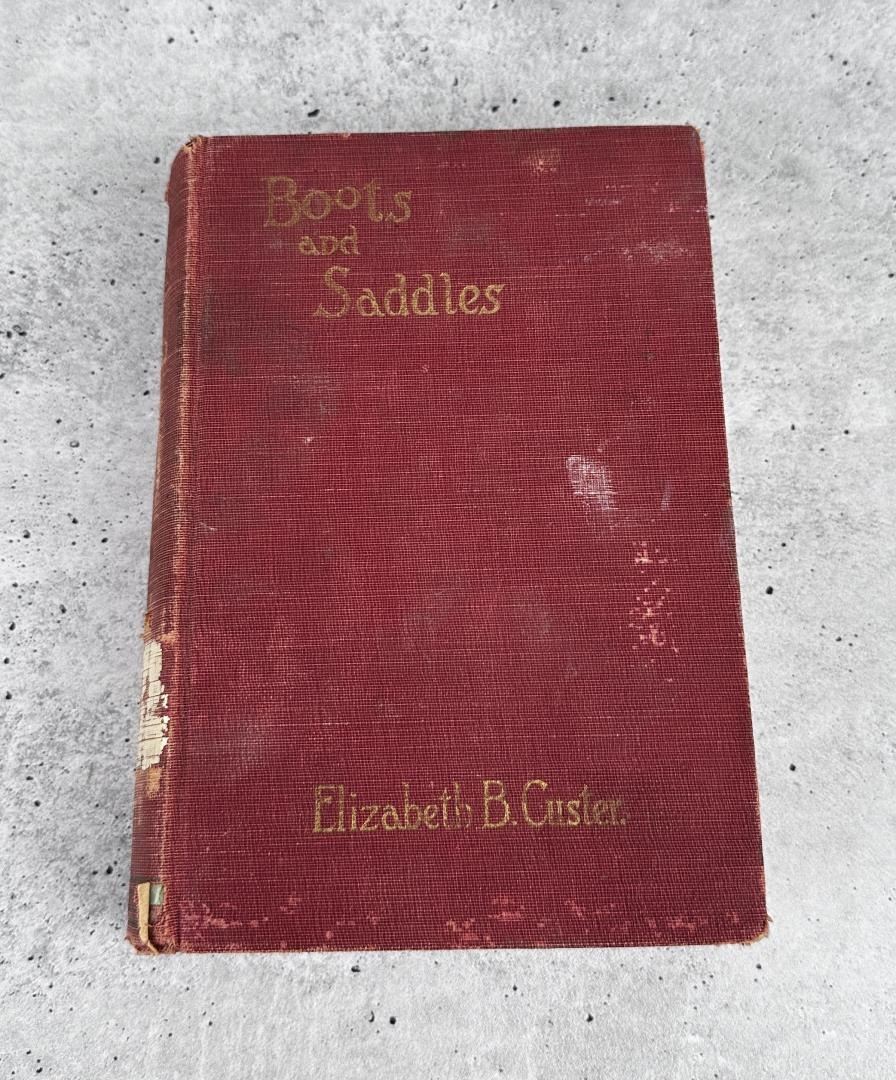 Boots
and
Saddles
Elizabeth B. Custer.